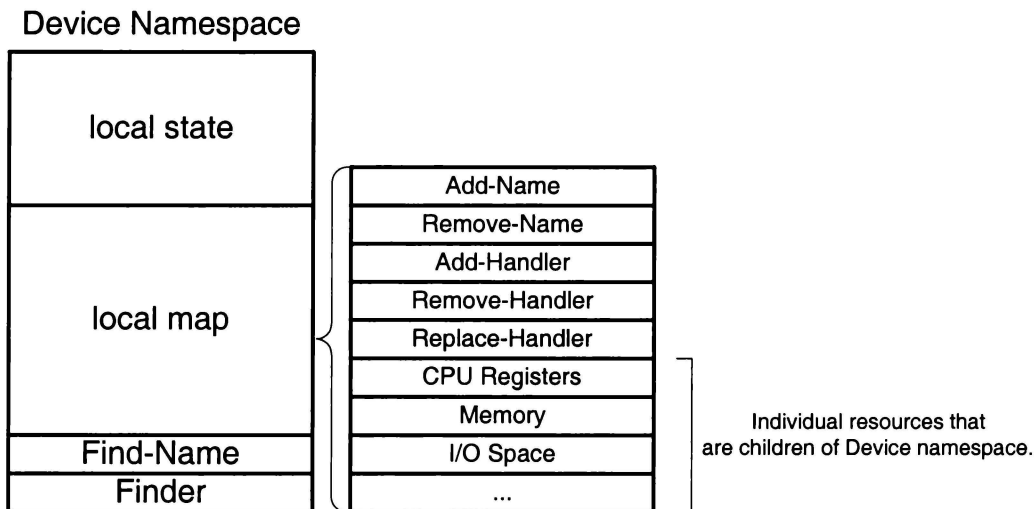 Device Namespace
local state
local map
Find-Name
Finder
Add-Name
Remove-Name
Add-Handler
Remove-Handler
Replace-Handler
CPU Registers
Memory
I/O Space
...
Individual resources that
are children of Device namespace.